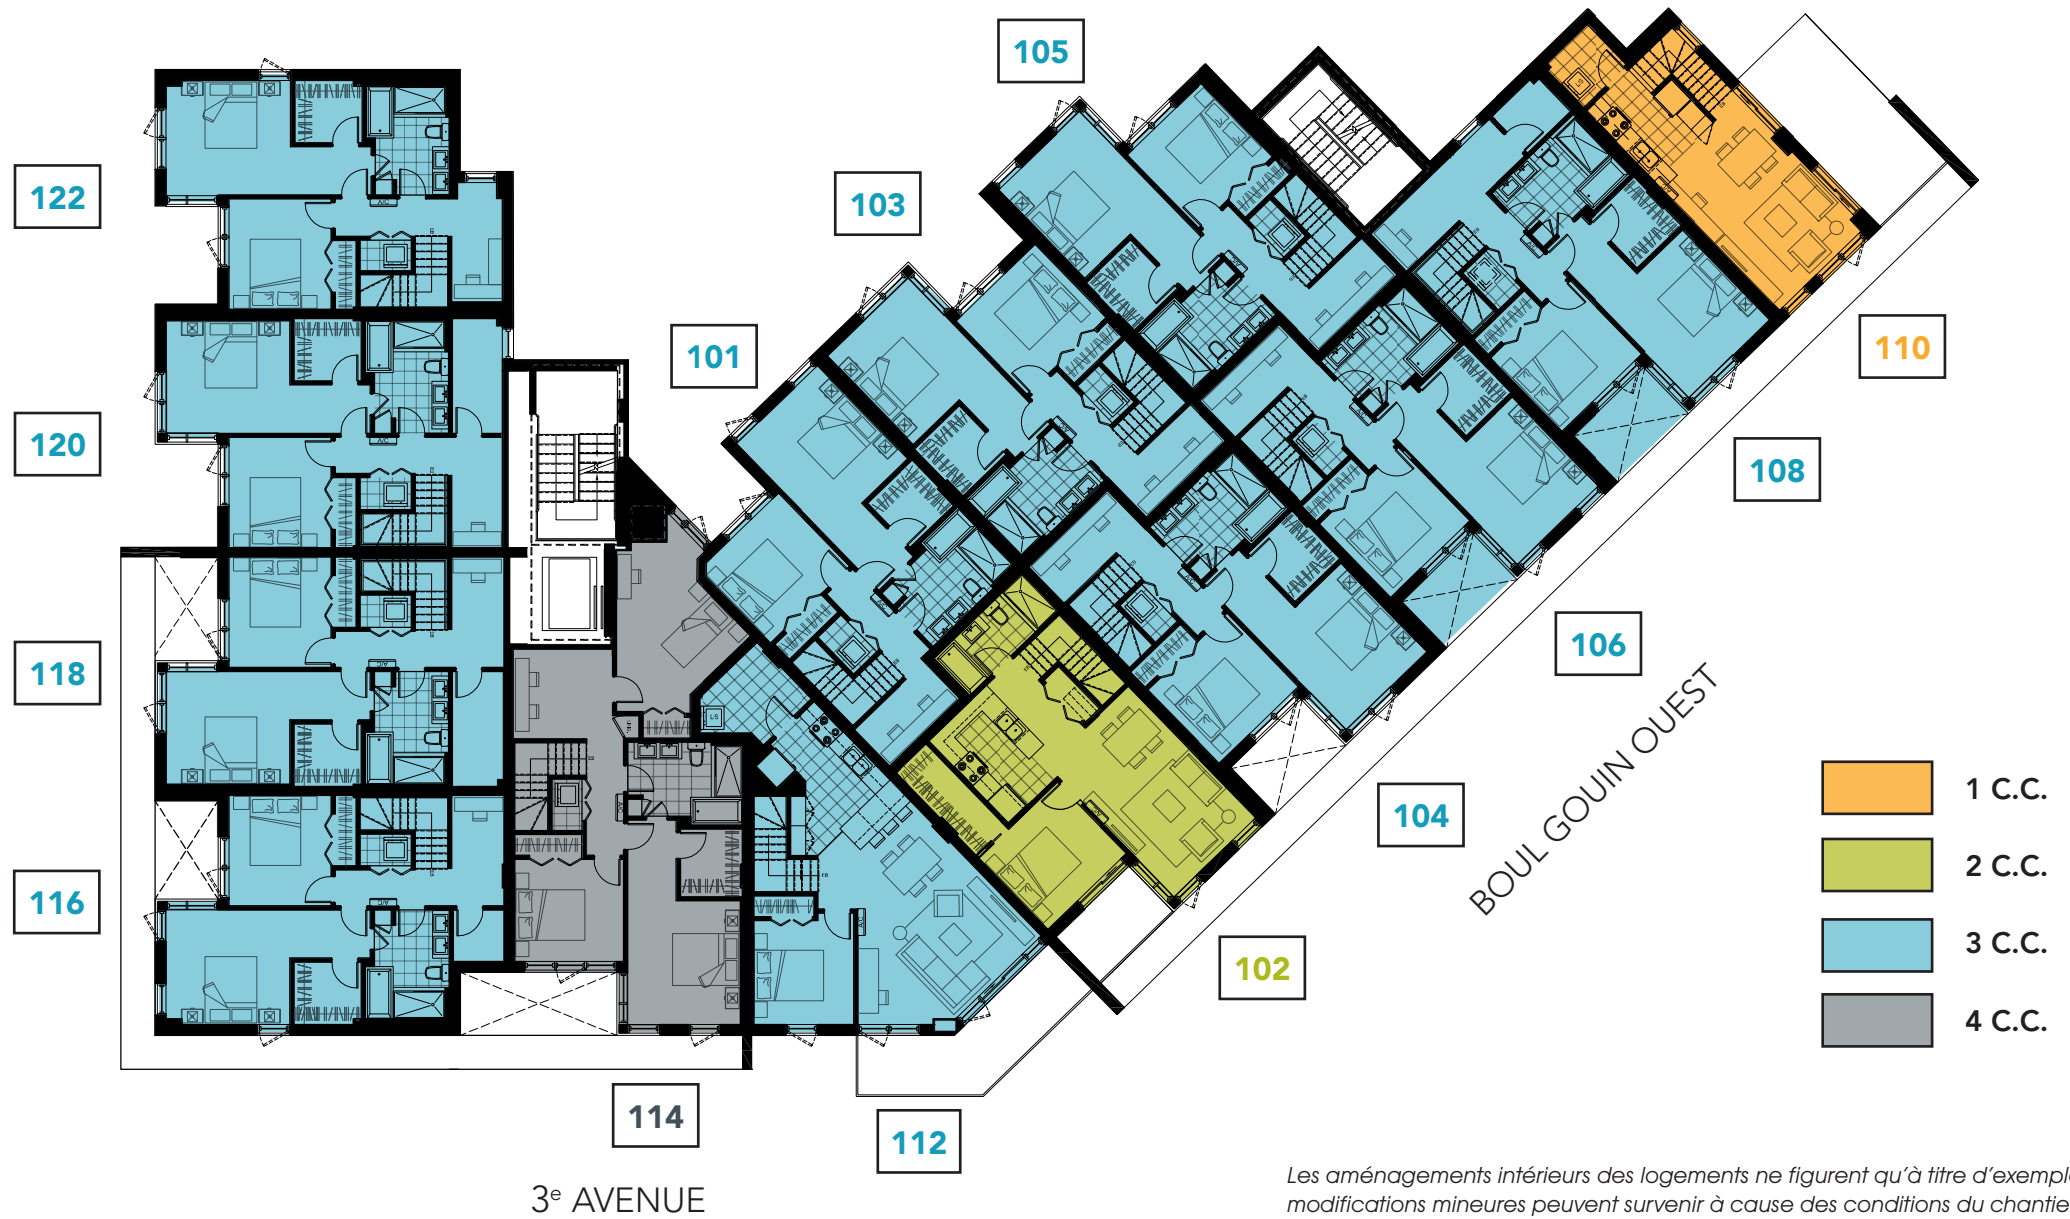 105
122
103
101
110
120
108
118
106
BOUL GOUIN OUEST
1 C.C.
104
2 C.C.
116
3 C.C.
102
4 C.C.
114
112
Les aménagements intérieurs des logements ne figurent qu'à titre d'exemple
3e AVENUE
modifications mineures peuvent survenir à cause des conditions du chantie
A/C
A/C
A/C
A/C
L/S